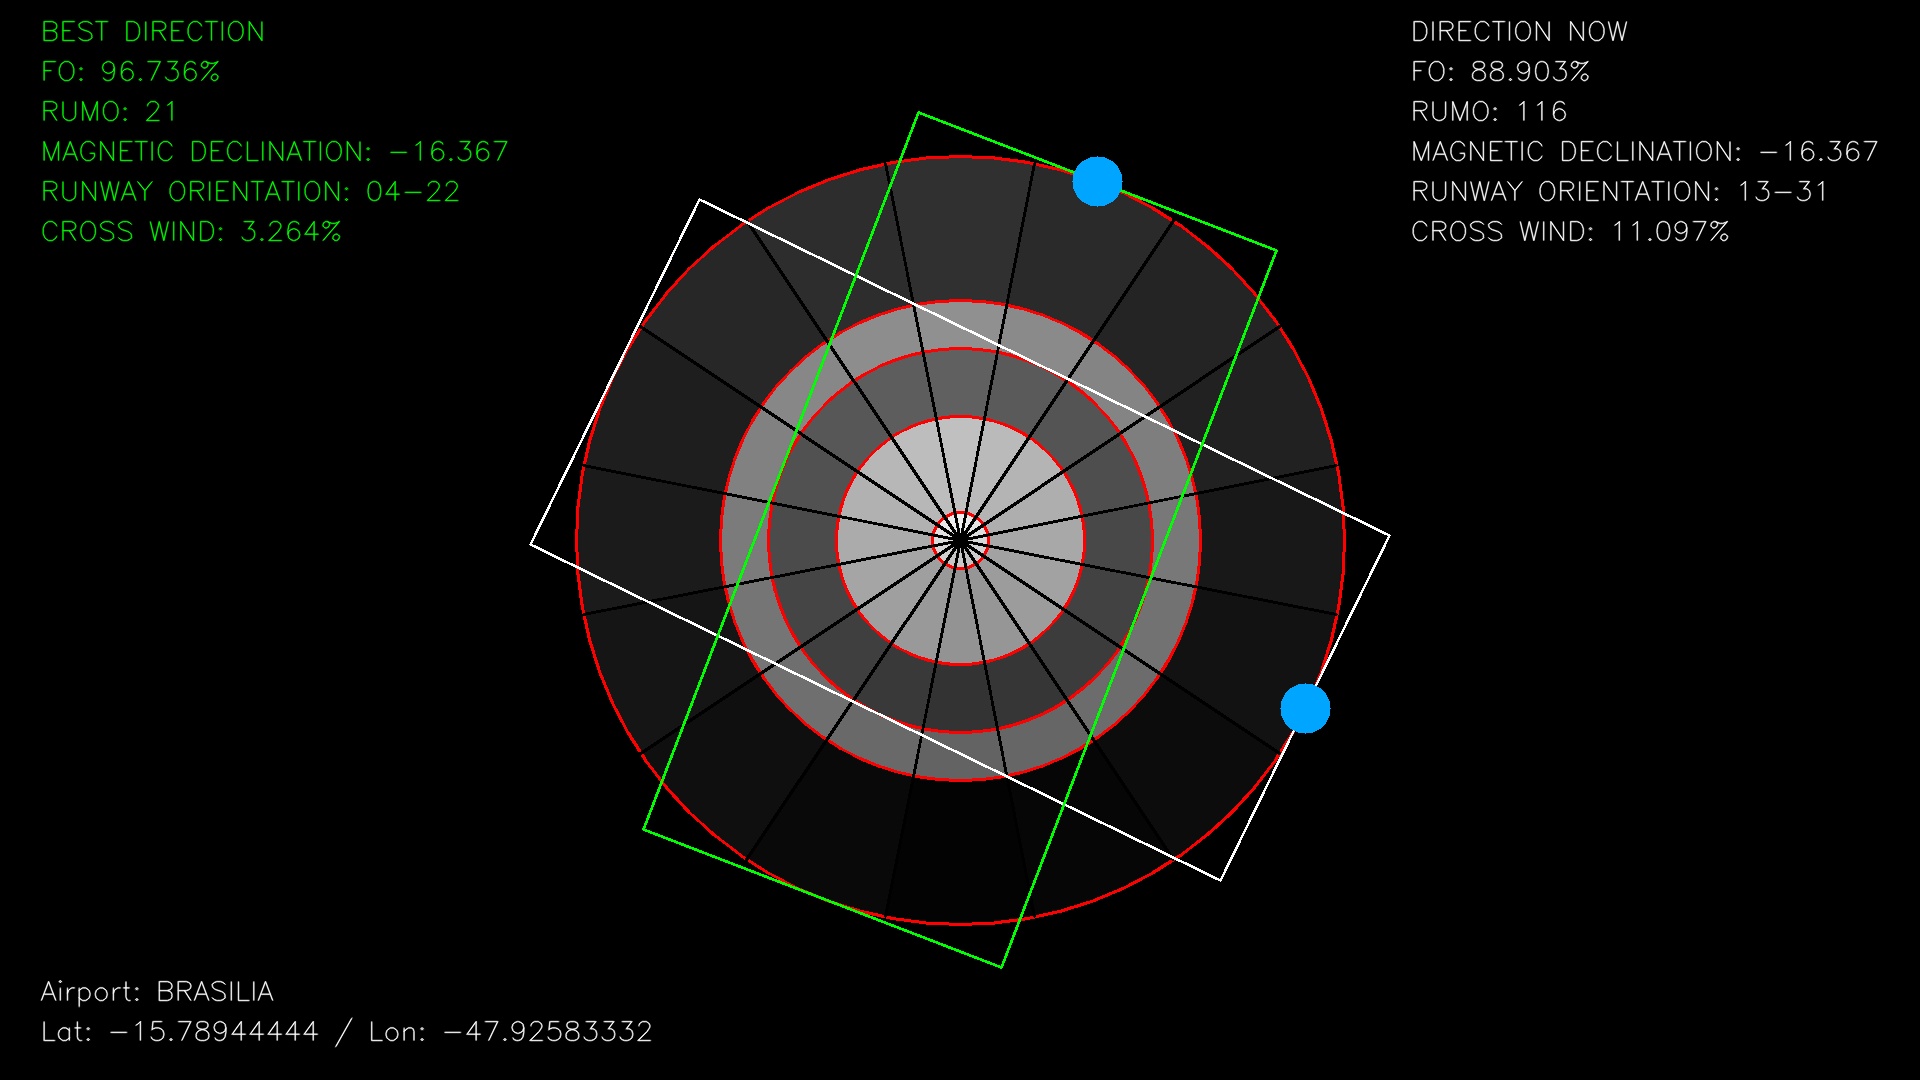 BEST DIRECTION
FO: 96.736%
RUMO: 21
MAGNETIC DECLINATION: -16.367
RUNWAY ORIENTATION: 04-22
CROSS WIND: 3.264%
DIRECTION NOW
FO: 88.903%
RUMO: 116
MAGNETIC DECLINATION: -16.367
RUNWAY ORIENTATION: 13-31
CROSS WIND: 11.097%
Airport: BRASILIA
Lat: -15.78944444 / Lon: -47.92583332